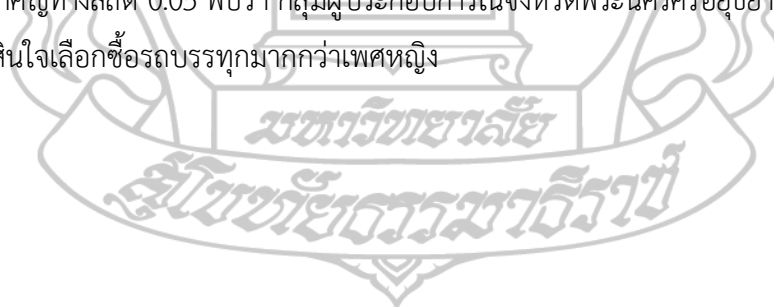 คัญทางสถิติ 0.05 พบว่า กลุ่มผู้ประกอบการในจังหวัดพระนครศรีอยุธยา
สินใจเลือกซื้อรถบรรทุกมากกว่าเพศหญิง
มหาวิทยาลัย
สุโขทัยธรรมาธิราช